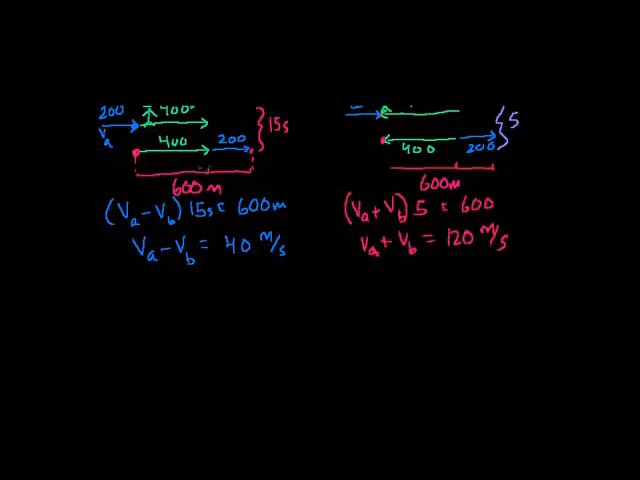 200 400
V_a
400 200 15s
600 m
(V_a - V_b) 15s = 600m
V_a - V_b = 40 m/s
a 5
400 200
600m
(V_a + V_b) 5 = 600
V_a + V_b = 120 m/s